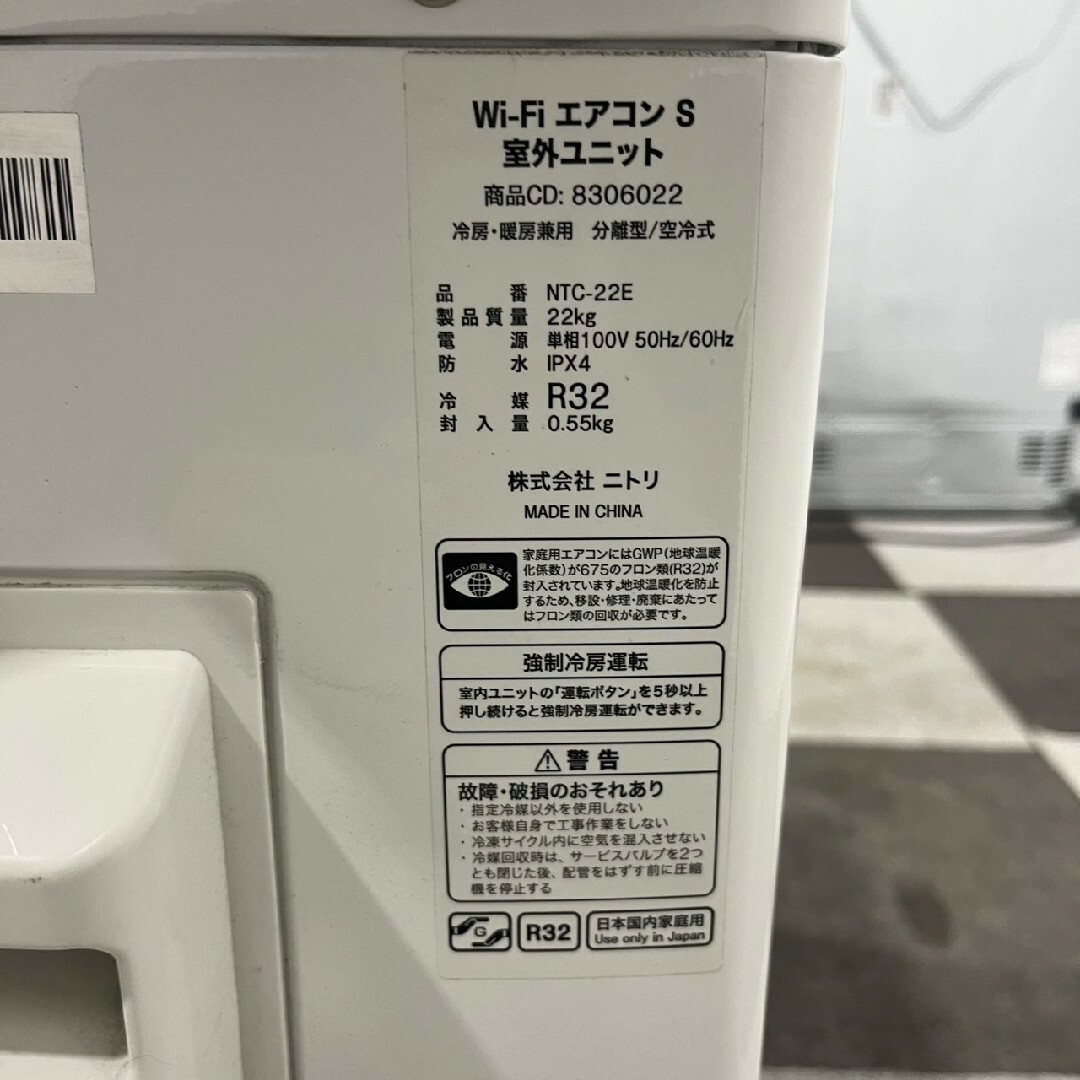 Wi-Fi エアコン S
室外ユニット
商品CD: 8306022
冷房・暖房兼用 分離型/空冷式
品番 NTC-22E
製品質量 22kg
電源 単相100V 50Hz/60Hz
防水 IPX4
冷媒 R32
封入量 0.55kg
株式会社 ニトリ
MADE IN CHINA
フロンの見える化
家庭用エアコンにはGWP(地球温暖
化係数)が675のフロン類(R32)が
封入されています。地球温暖化を防止
するため、移設・修理・廃棄にあたって
はフロン類の回収が必要です。
強制冷房運転
室内ユニットの「運転ボタン」を5秒以上
押し続けると強制冷房運転ができます。
⚠警告
故障・破損のおそれあり
・指定冷媒以外を使用しない
・お客様自身で工事作業をしない
・冷凍サイクル内に空気を混入させない
・冷媒回収時は、サービスバルブを2つ
とも閉じた後、配管をはずす前に圧縮
機を停止する
G
R32
日本国内家庭用
Use only in Japan